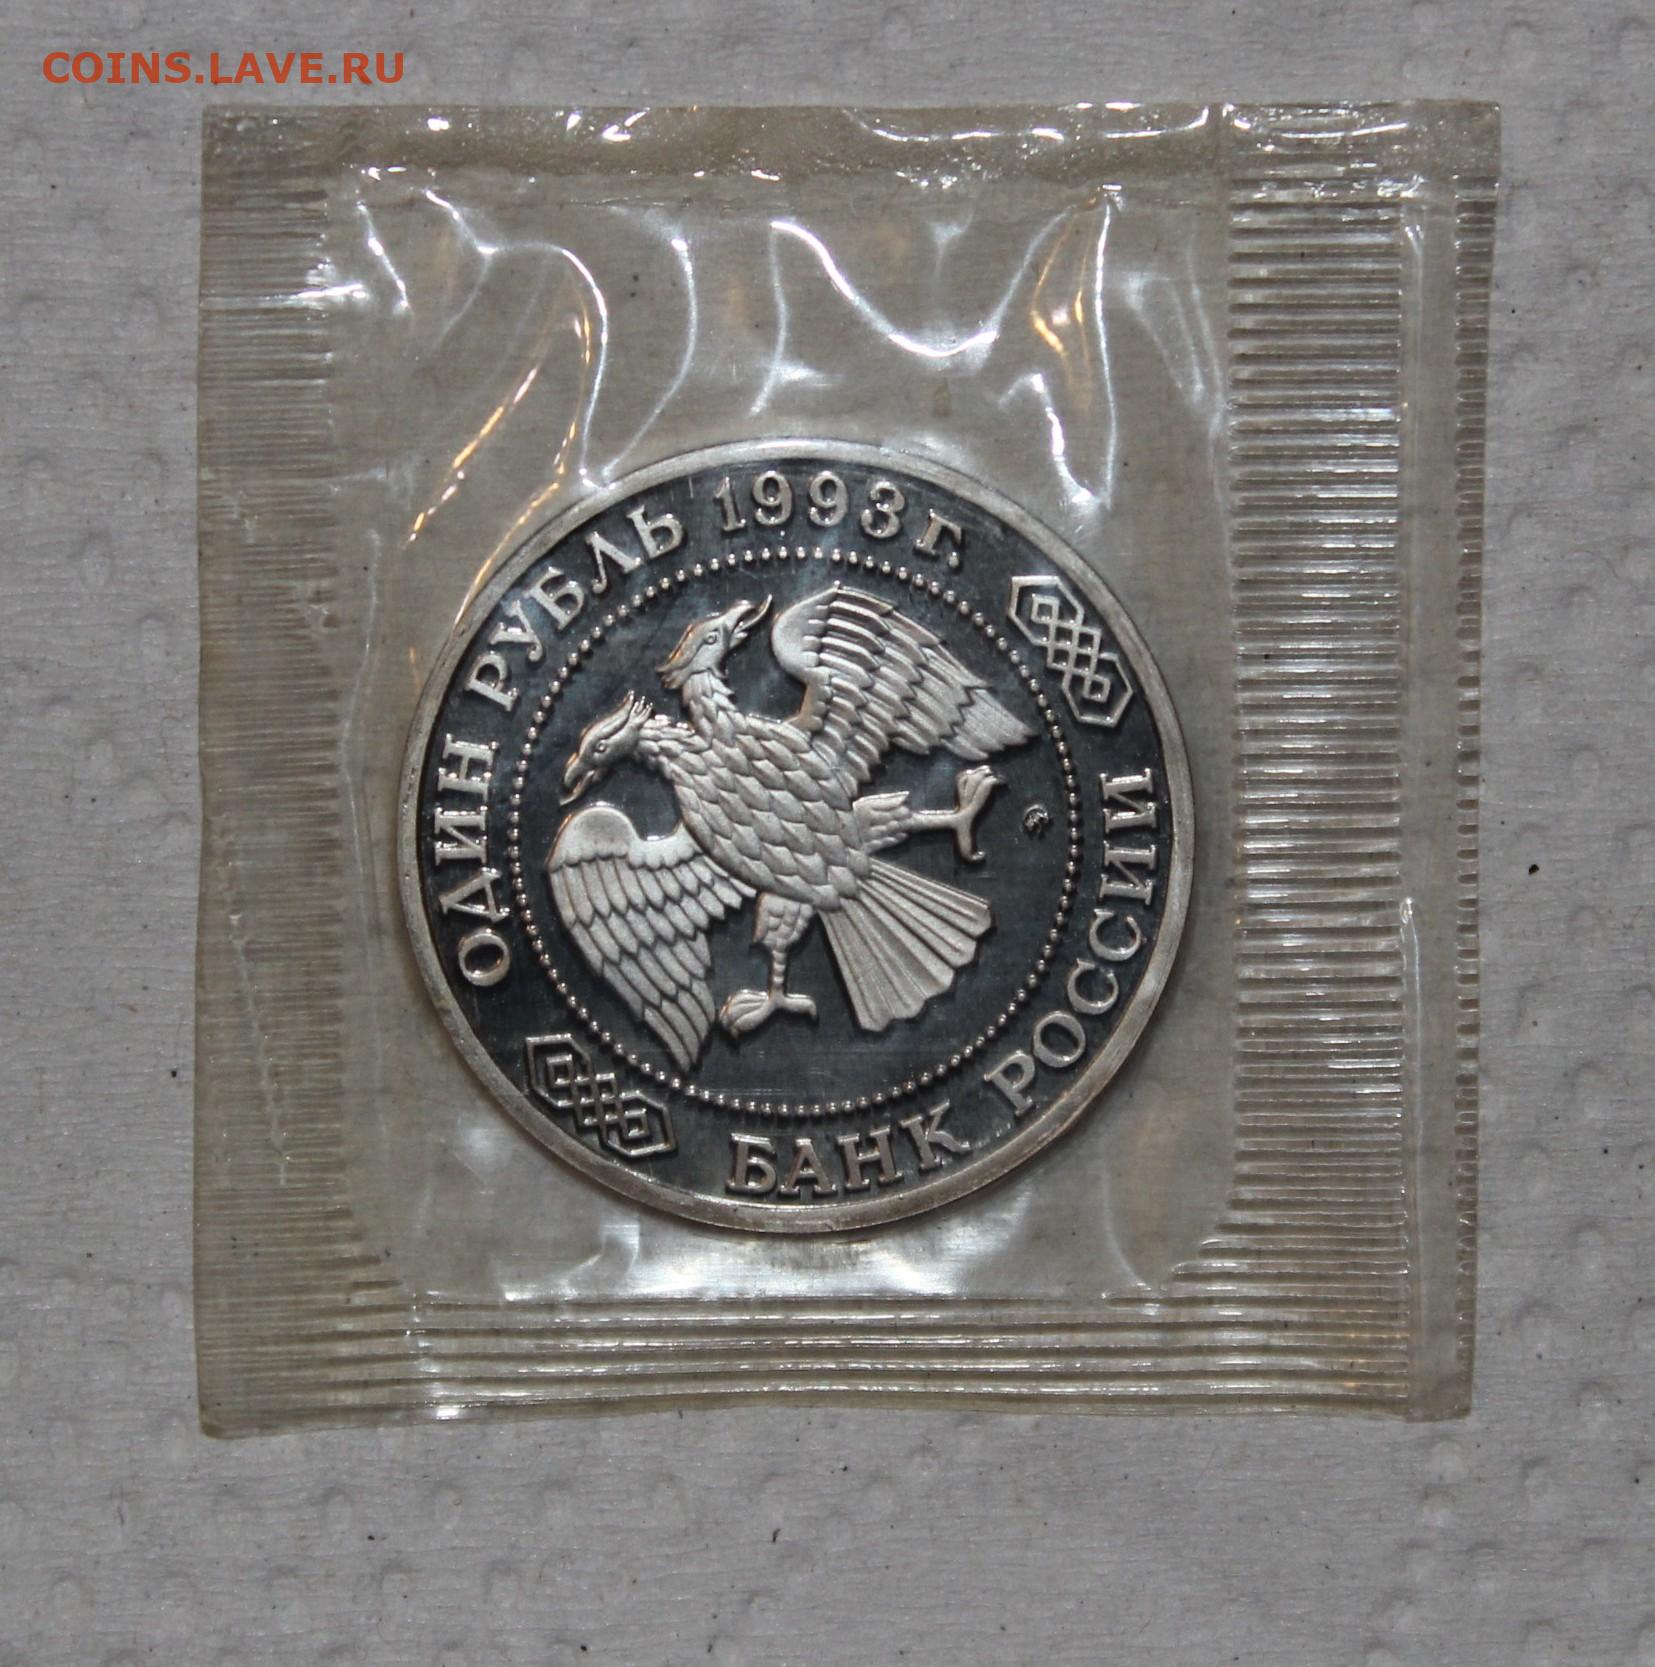 COINS.LAVE.RU
ОДИН РУБЛЬ 1993 г.
БАНК РОССИИ